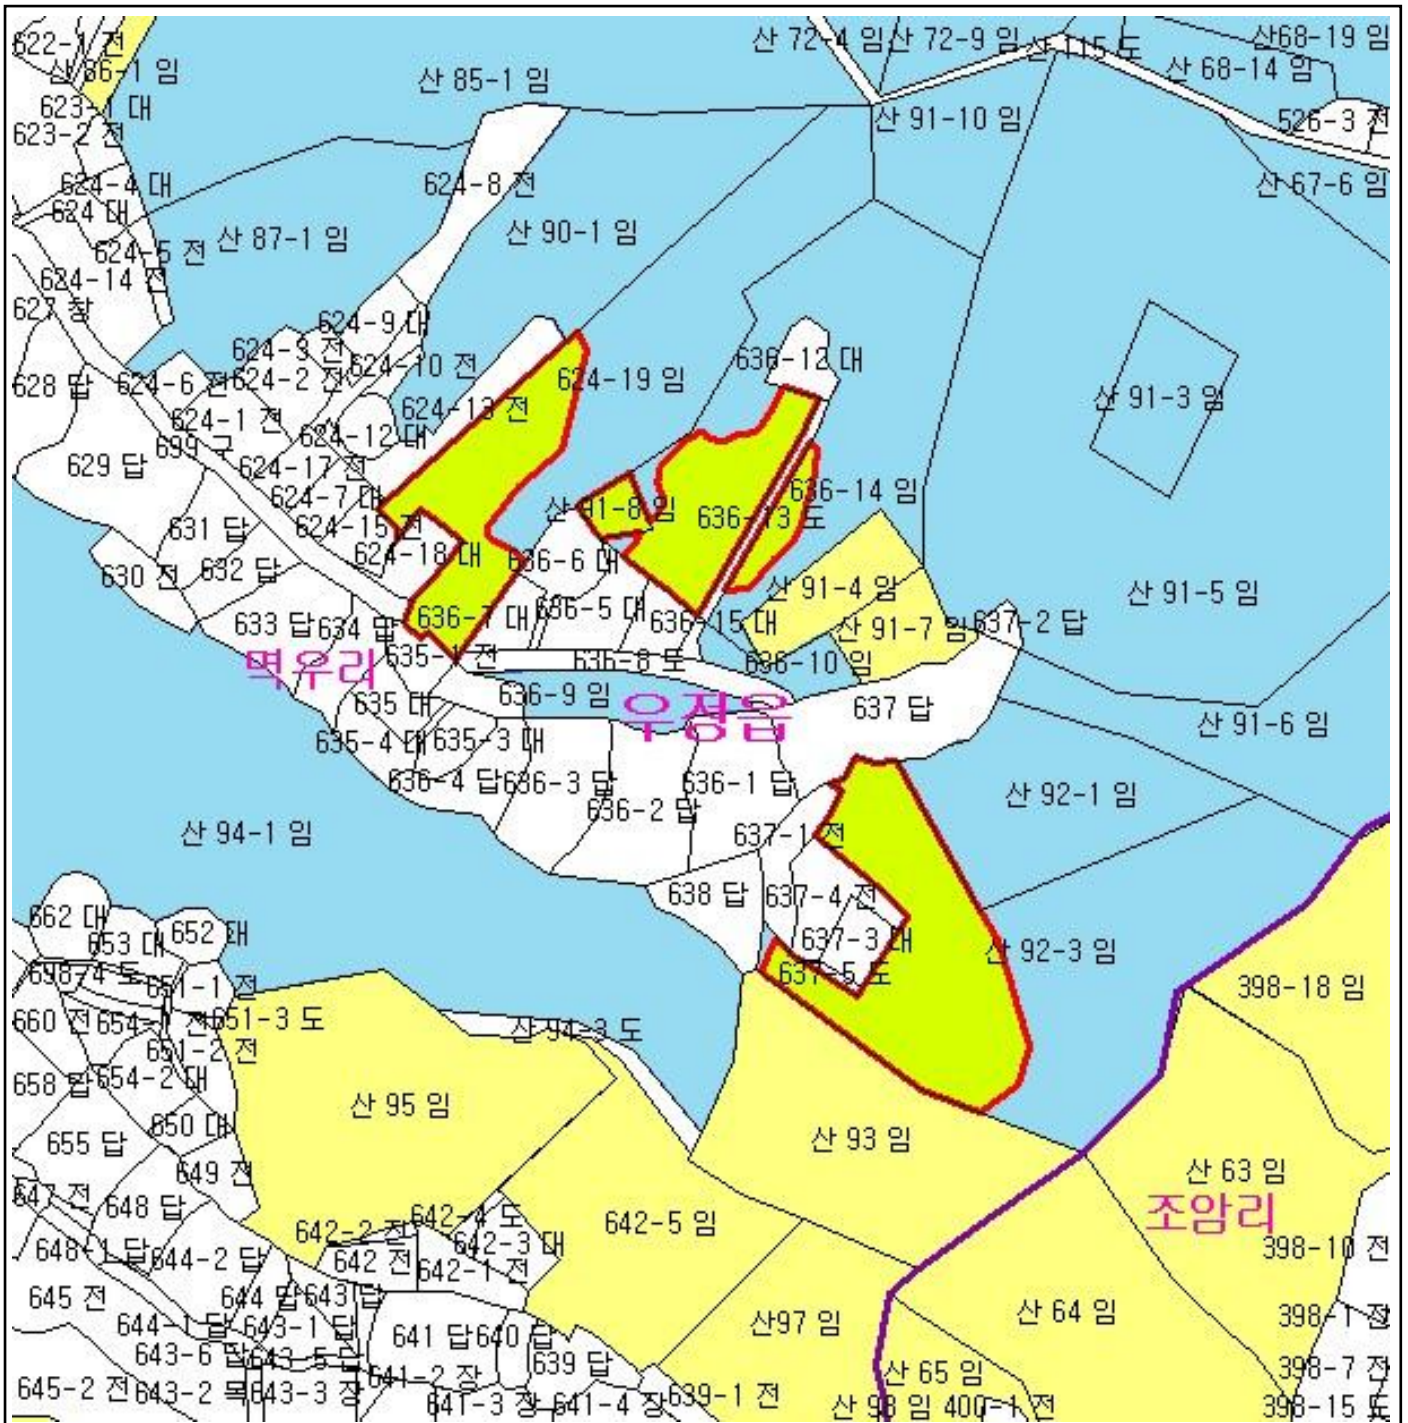 622-1 전
산 86-1 임
623-1 대
623-2 전
산 85-1 임
산 72-4 임
산 72-9 임
산 115 도
산68-19 임
산 68-14 임
산 91-10 임
526-3 전
산 67-6 임
624-4 대
624 대
624-5 전
624-14 전
산 87-1 임
624-8 전
산 90-1 임
627 창
624-9 대
624-3 전
624-10 전
628 답
624-6 전
624-2 전
624-19 임
636-12 대
산 91-3 임
624-1 전
624-13 전
624-12 대
699 구
629 답
624-17 전
624-7 대
624-15 전
산 91-8 임
636-13 도
636-14 임
631 답
624-18 대
636-6 대
630 전
632 답
산 91-4 임
산 91-5 임
633 답
634 답
636-7 대
636-5 대
636-15 대
산 91-7 임
637-2 답
멱우리
635-1 전
636-8 도
636-10 임
635 대
636-9 임
우정읍
637 답
산 91-6 임
635-4 대
635-3 대
636-4 답
636-3 답
636-2 답
636-1 답
산 92-1 임
산 94-1 임
637-1 전
638 답
637-4 전
637-3 대
637-5 도
산 92-3 임
662 대
653 대
652 대
698-4 도
651-1 전
398-18 임
660 전
651-3 도
651-2 전
산 94-3 도
658 답
654-2 대
산 95 임
650 대
655 답
산 93 임
649 전
산 63 임
647 전
648 답
642-2 전
642-4 도
642-5 임
조암리
648-1 답
644-2 답
642 전
642-3 대
642-1 전
398-10 전
645 전
644 답
643 답
644-1 답
643-1 답
641 답
640 답
산97 임
산 64 임
398-1 전
643-6 답
643-5 답
641-2 장
639 답
산 65 임
398-7 전
645-2 전
643-2 목
643-3 장
641-3 장
641-4 장
639-1 전
산 98 임
400-1 전
398-15 도